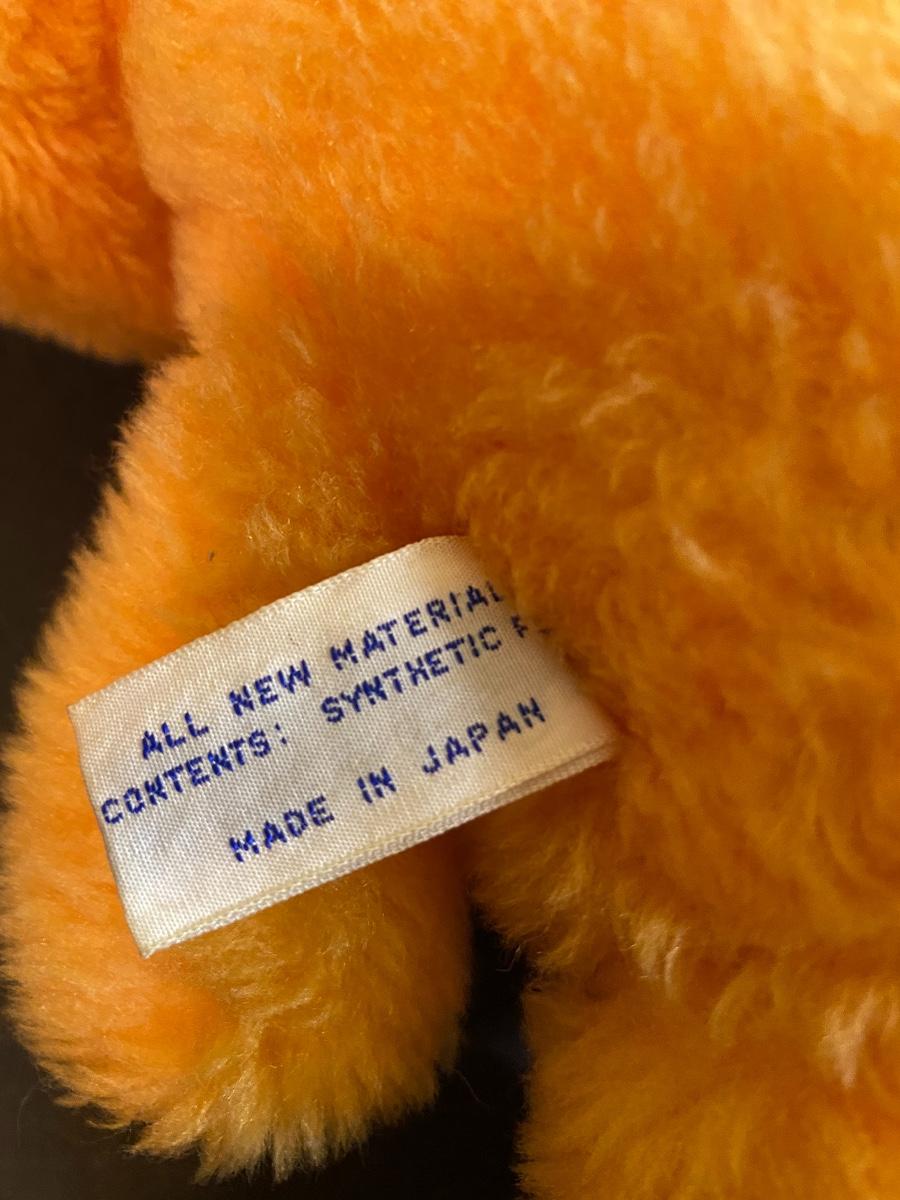 ALL NEW MATERIAL
CONTENTS: SYNTHETIC
MADE IN JAPAN